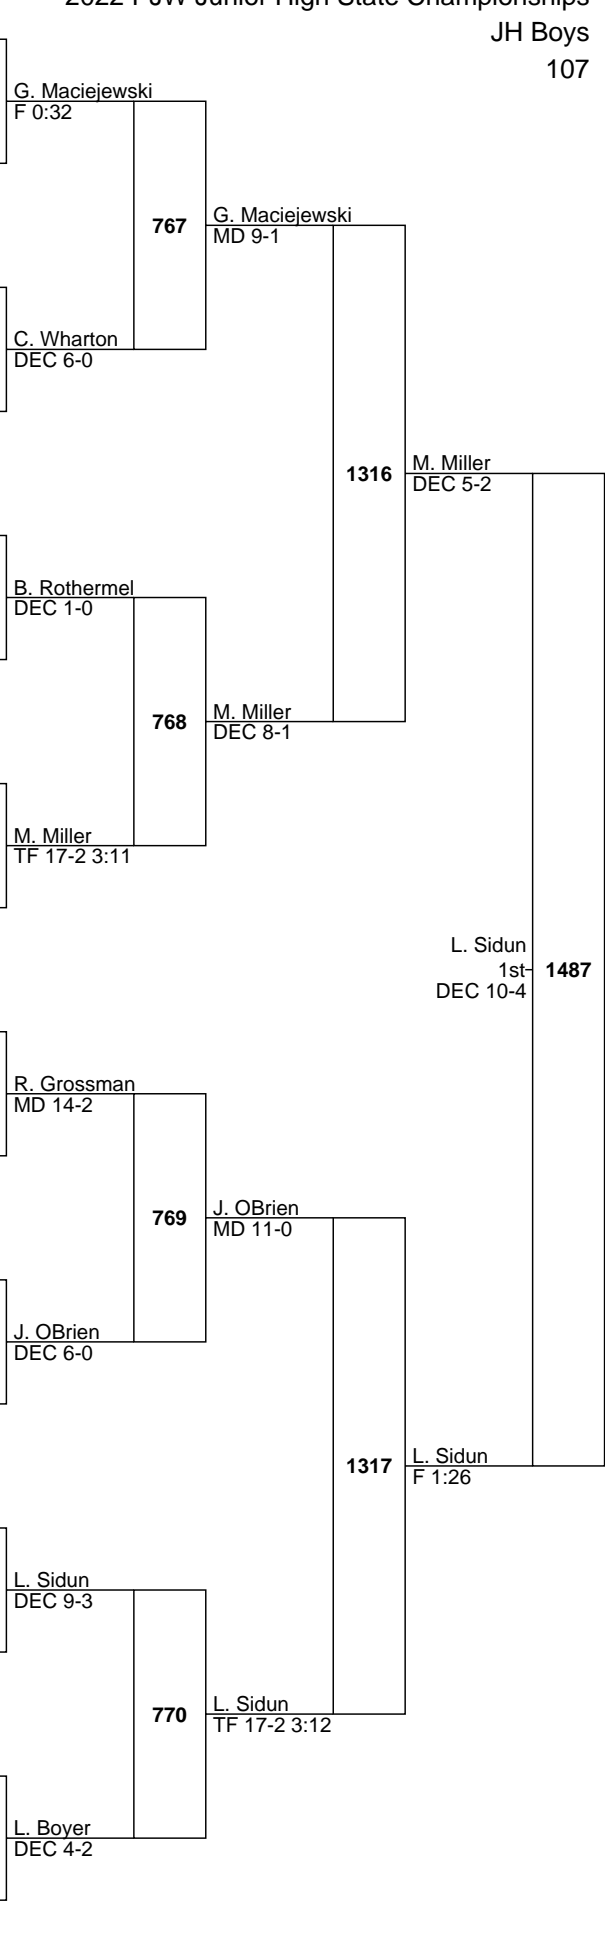 2022 PJW Junior High State Championships
JH Boys
107
G. Maciejewski
F 0:32
767
G. Maciejewski
MD 9-1
C. Wharton
DEC 6-0
1316
M. Miller
DEC 5-2
B. Rothermel
DEC 1-0
768
M. Miller
DEC 8-1
M. Miller
TF 17-2 3:11
L. Sidun
1st
DEC 10-4
1487
R. Grossman
MD 14-2
769
J. OBrien
MD 11-0
J. OBrien
DEC 6-0
1317
L. Sidun
F 1:26
L. Sidun
DEC 9-3
770
L. Sidun
TF 17-2 3:12
L. Boyer
DEC 4-2